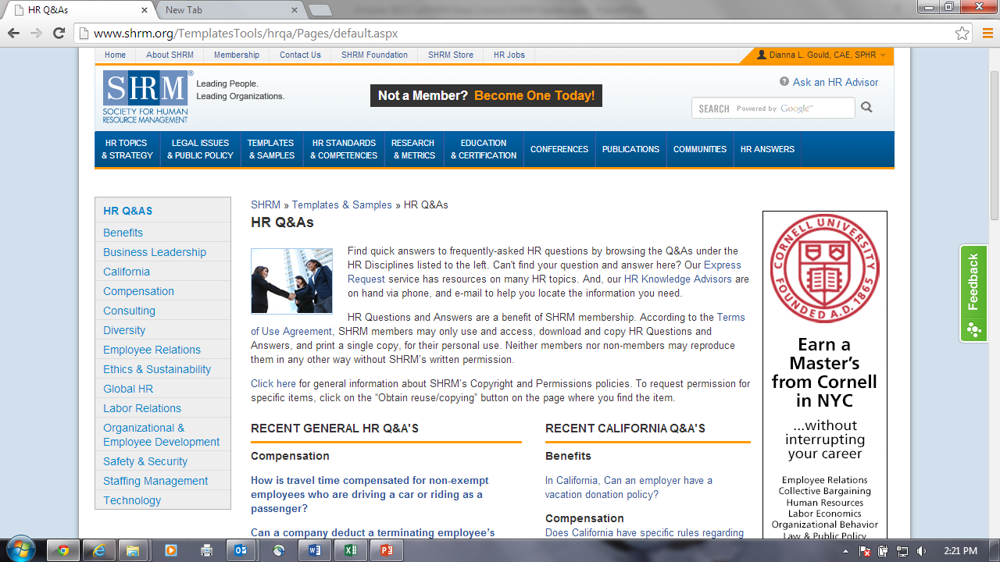 HR Q&As
New Tab
www.shrm.org/TemplatesTools/hrqa/Pages/default.aspx
Home
About SHRM
Membership
Contact Us
SHRM Foundation
SHRM Store
HR Jobs
Dianna L. Gould, CAE, SPHR
SHRM®
SOCIETY FOR HUMAN
RESOURCE MANAGEMENT
Leading People.
Leading Organizations.
Not a Member? Become One Today!
Ask an HR Advisor
SEARCH Powered by Google™
HR TOPICS
& STRATEGY
LEGAL ISSUES
& PUBLIC POLICY
TEMPLATES
& SAMPLES
HR STANDARDS
& COMPETENCIES
RESEARCH
& METRICS
EDUCATION
& CERTIFICATION
CONFERENCES
PUBLICATIONS
COMMUNITIES
HR ANSWERS
HR Q&AS
Benefits
Business Leadership
California
Compensation
Consulting
Diversity
Employee Relations
Ethics & Sustainability
Global HR
Labor Relations
Organizational &
Employee Development
Safety & Security
Staffing Management
Technology
SHRM » Templates & Samples » HR Q&As
HR Q&As
Find quick answers to frequently-asked HR questions by browsing the Q&As under the
HR Disciplines listed to the left. Can't find your question and answer here? Our Express
Request service has resources on many HR topics. And, our HR Knowledge Advisors are
on hand via phone and e-mail to help you locate the information you need.
HR Questions and Answers are a benefit of SHRM membership. According to the Terms
of Use Agreement, SHRM members may only use and access, download and copy HR Questions and
Answers, and print a single copy, for their personal use. Neither members nor non-members may reproduce
them in any other way without SHRM's written permission.
Click here for general information about SHRM's Copyright and Permissions policies. To request permission for
specific items, click on the “Obtain reuse/copying” button on the page where you find the item.
RECENT GENERAL HR Q&A'S
Compensation
How is travel time compensated for non-exempt
employees who are driving a car or riding as a
passenger?
Can a company deduct a terminating employee's
RECENT CALIFORNIA Q&A'S
Benefits
In California, Can an employer have a
vacation donation policy?
Compensation
Does California have specific rules regarding
CORNELL UNIVERSITY
FOUNDED A.D. 1865
Earn a
Master's
from Cornell
in NYC
...without
interrupting
your career
Employee Relations
Collective Bargaining
Human Resources
Labor Economics
Organizational Behavior
Law & Public Policy
Feedback
2:21 PM